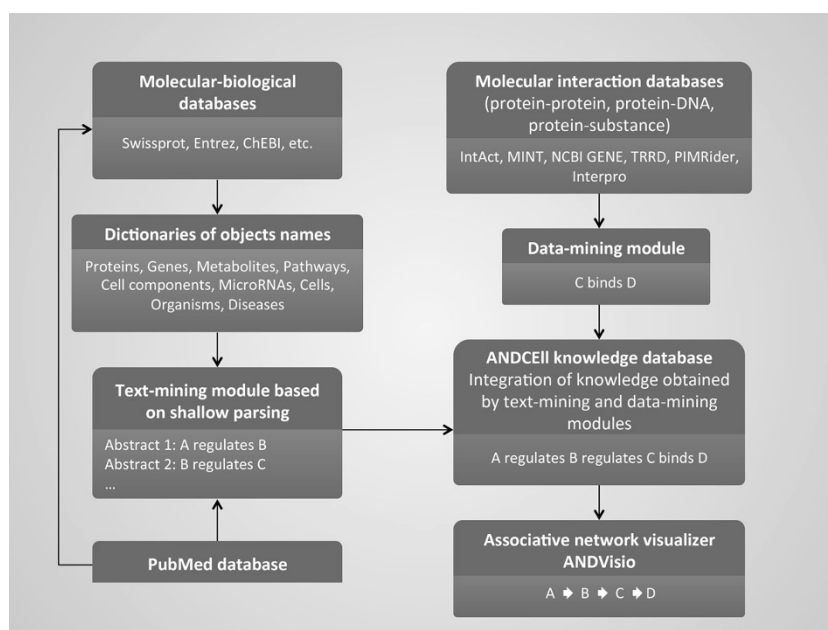 Molecular-biological
databases
Swissprot, Entrez, ChEBI, etc.
Dictionaries of objects names
Proteins, Genes, Metabolites, Pathways,
Cell components, MicroRNAs, Cells,
Organisms, Diseases
Text-mining module based
on shallow parsing
Abstract 1: A regulates B
Abstract 2: B regulates C
...
PubMed database
Molecular interaction databases
(protein-protein, protein-DNA,
protein-substance)
IntAct, MINT, NCBI GENE, TRRD, PIMRider,
Interpro
Data-mining module
C binds D
ANDCEll knowledge database
Integration of knowledge obtained
by text-mining and data-mining
modules
A regulates B regulates C binds D
Associative network visualizer
ANDVisio
A ➧ B ➧ C ➧ D